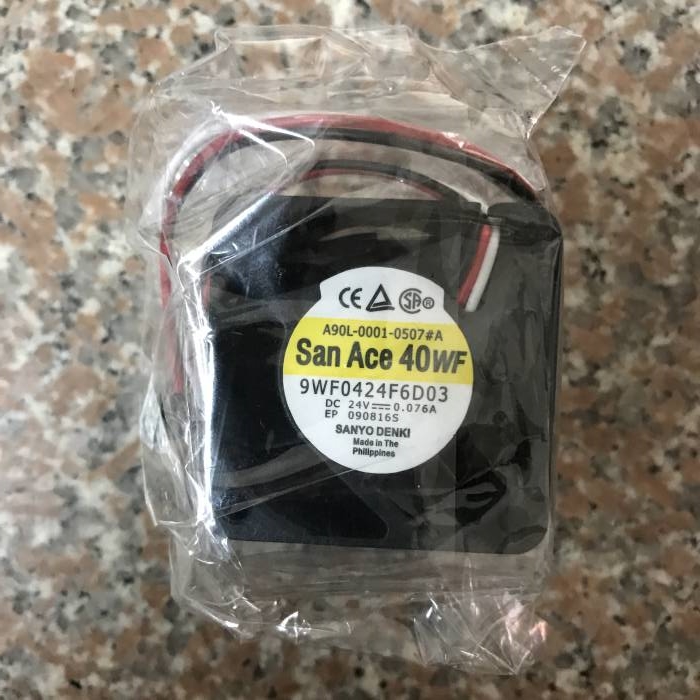 CE SA®
A90L-0001-0507#A
San Ace 40WF
9WF0424F6D03
DC 24V⎓0.076A
EP 090816S
SANYO DENKI
Made in The
Philippines